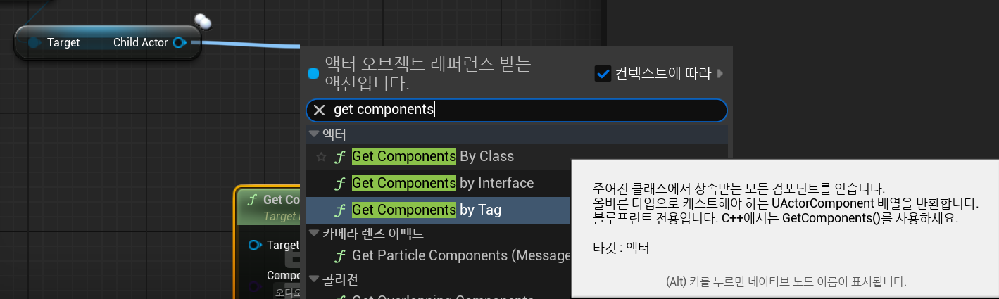 Target Child Actor
액터 오브젝트 레퍼런스 받는
액션입니다.
컨텍스트에 따라
get components
액터
Get Components By Class
Get Components by Interface
Get Components by Tag
카메라 렌즈 이펙트
Get Particle Components (Message
콜리전
Get Overlapping Components
주어진 클래스에서 상속받는 모든 컴포넌트를 얻습니다.
올바른 타입으로 캐스트해야 하는 UActorComponent 배열을 반환합니다.
블루프린트 전용입니다. C++에서는 GetComponents()를 사용하세요.
타깃 : 액터
(Alt) 키를 누르면 네이티브 노드 이름이 표시됩니다.
Get Co
Target
Target
Compo
오디오